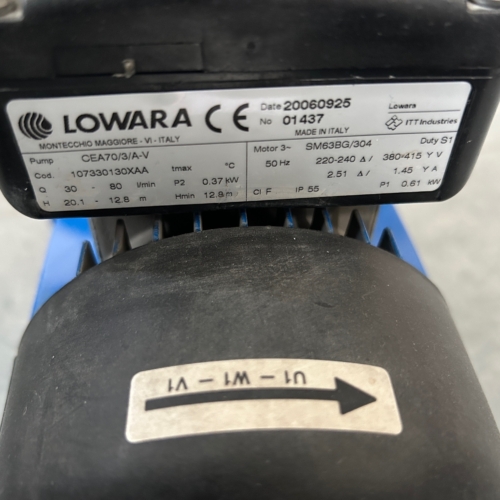 LOWARA CE
Date 20060925
No 01437
Lowara
ITT Industries
MONTECCHIO MAGGIORE - VI - ITALY
Pump CEA70/3/A-V
Cod. 107330130XAA tmax °C
Q 30 - 80 l/min P2 0.37 kW
H 20.1 - 12.8 m Hmin 12.8 m
Motor 3~ SM63BG/304 Duty S1
50 Hz 220-240 Δ/ 380-415 Y V
2.51 Δ/ 1.45 Y A
Cl F IP 55 P1 0.61 kW
U1 - W1 - V1